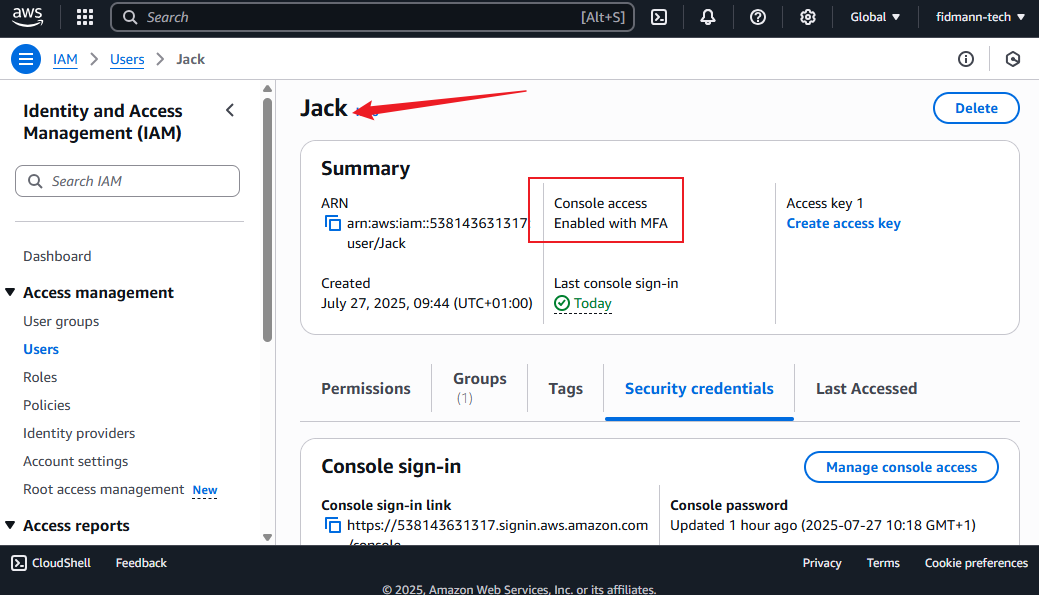 aws
Search
[Alt+S]
Global
fidmann-tech
IAM
Users
Jack
Identity and Access
Management (IAM)
Search IAM
Dashboard
Access management
User groups
Users
Roles
Policies
Identity providers
Account settings
Root access management New
Access reports
Jack
Delete
Summary
ARN
arn:aws:iam::538143631317
user/Jack
Console access
Enabled with MFA
Access key 1
Create access key
Created
July 27, 2025, 09:44 (UTC+01:00)
Last console sign-in
Today
Permissions
Groups
(1)
Tags
Security credentials
Last Accessed
Console sign-in
Manage console access
Console sign-in link
https://538143631317.signin.aws.amazon.com
/console
Console password
Updated 1 hour ago (2025-07-27 10:18 GMT+1)
CloudShell
Feedback
Privacy
Terms
Cookie preferences
© 2025, Amazon Web Services, Inc. or its affiliates.